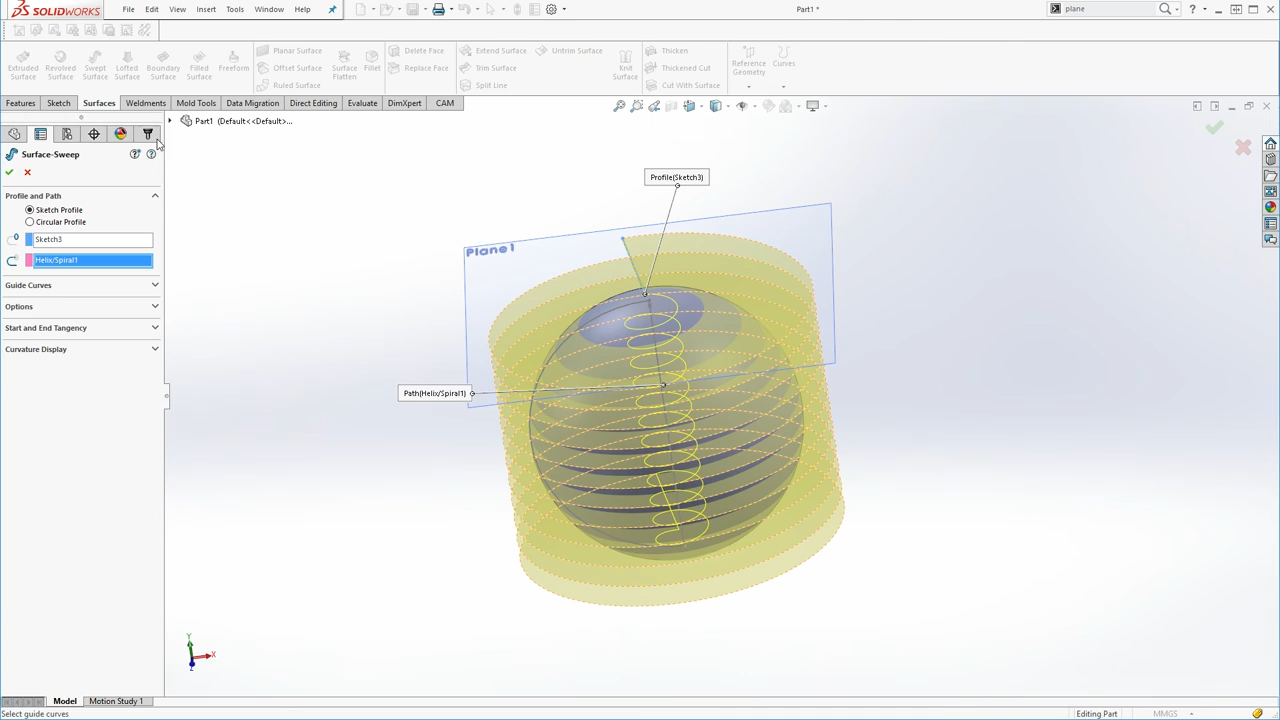 SOLIDWORKS File Edit View Insert Tools Window Help Part1 * plane
Extruded Surface Revolved Surface Swept Surface Lofted Surface Boundary Surface Filled Surface Freeform Planar Surface Offset Surface Ruled Surface Surface Flatten Fillet Delete Face Replace Face Extend Surface Trim Surface Split Line Untrim Surface Knit Surface Thicken Thickened Cut Cut With Surface Reference Geometry Curves
Features Sketch Surfaces Weldments Mold Tools Data Migration Direct Editing Evaluate DimXpert CAM
Part1 (Default<<Default>...
Surface-Sweep
Profile and Path
Sketch Profile
Circular Profile
Sketch3
Helix/Spiral1
Guide Curves
Options
Start and End Tangency
Curvature Display
Profile(Sketch3)
Plane1
Path(Helix/Spiral1)
Y
X
Z
Model Motion Study 1
Select guide curves Editing Part MMGS